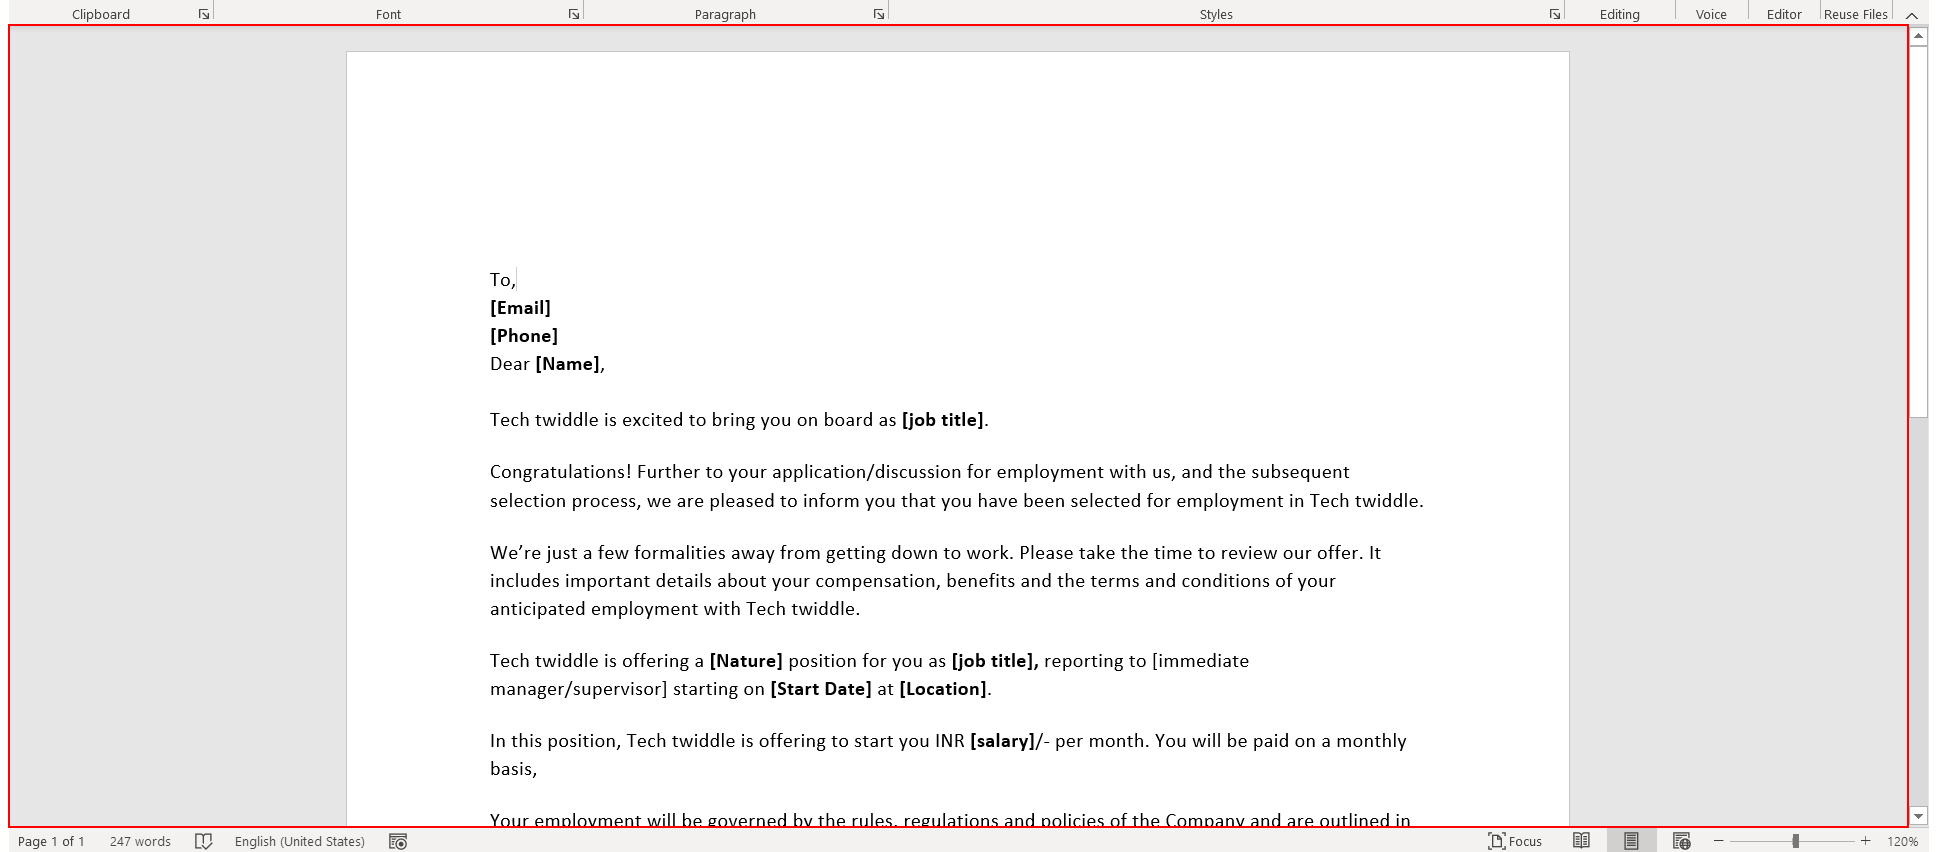 Clipboard Font Paragraph Styles Editing Voice Editor Reuse Files
To,
[Email]
[Phone]
Dear [Name],
Tech twiddle is excited to bring you on board as [job title].
Congratulations! Further to your application/discussion for employment with us, and the subsequent
selection process, we are pleased to inform you that you have been selected for employment in Tech twiddle.
We’re just a few formalities away from getting down to work. Please take the time to review our offer. It
includes important details about your compensation, benefits and the terms and conditions of your
anticipated employment with Tech twiddle.
Tech twiddle is offering a [Nature] position for you as [job title], reporting to [immediate
manager/supervisor] starting on [Start Date] at [Location].
In this position, Tech twiddle is offering to start you INR [salary]/- per month. You will be paid on a monthly
basis,
Your employment will be governed by the rules, regulations and policies of the Company and are outlined in
Page 1 of 1 247 words English (United States) Focus 120%